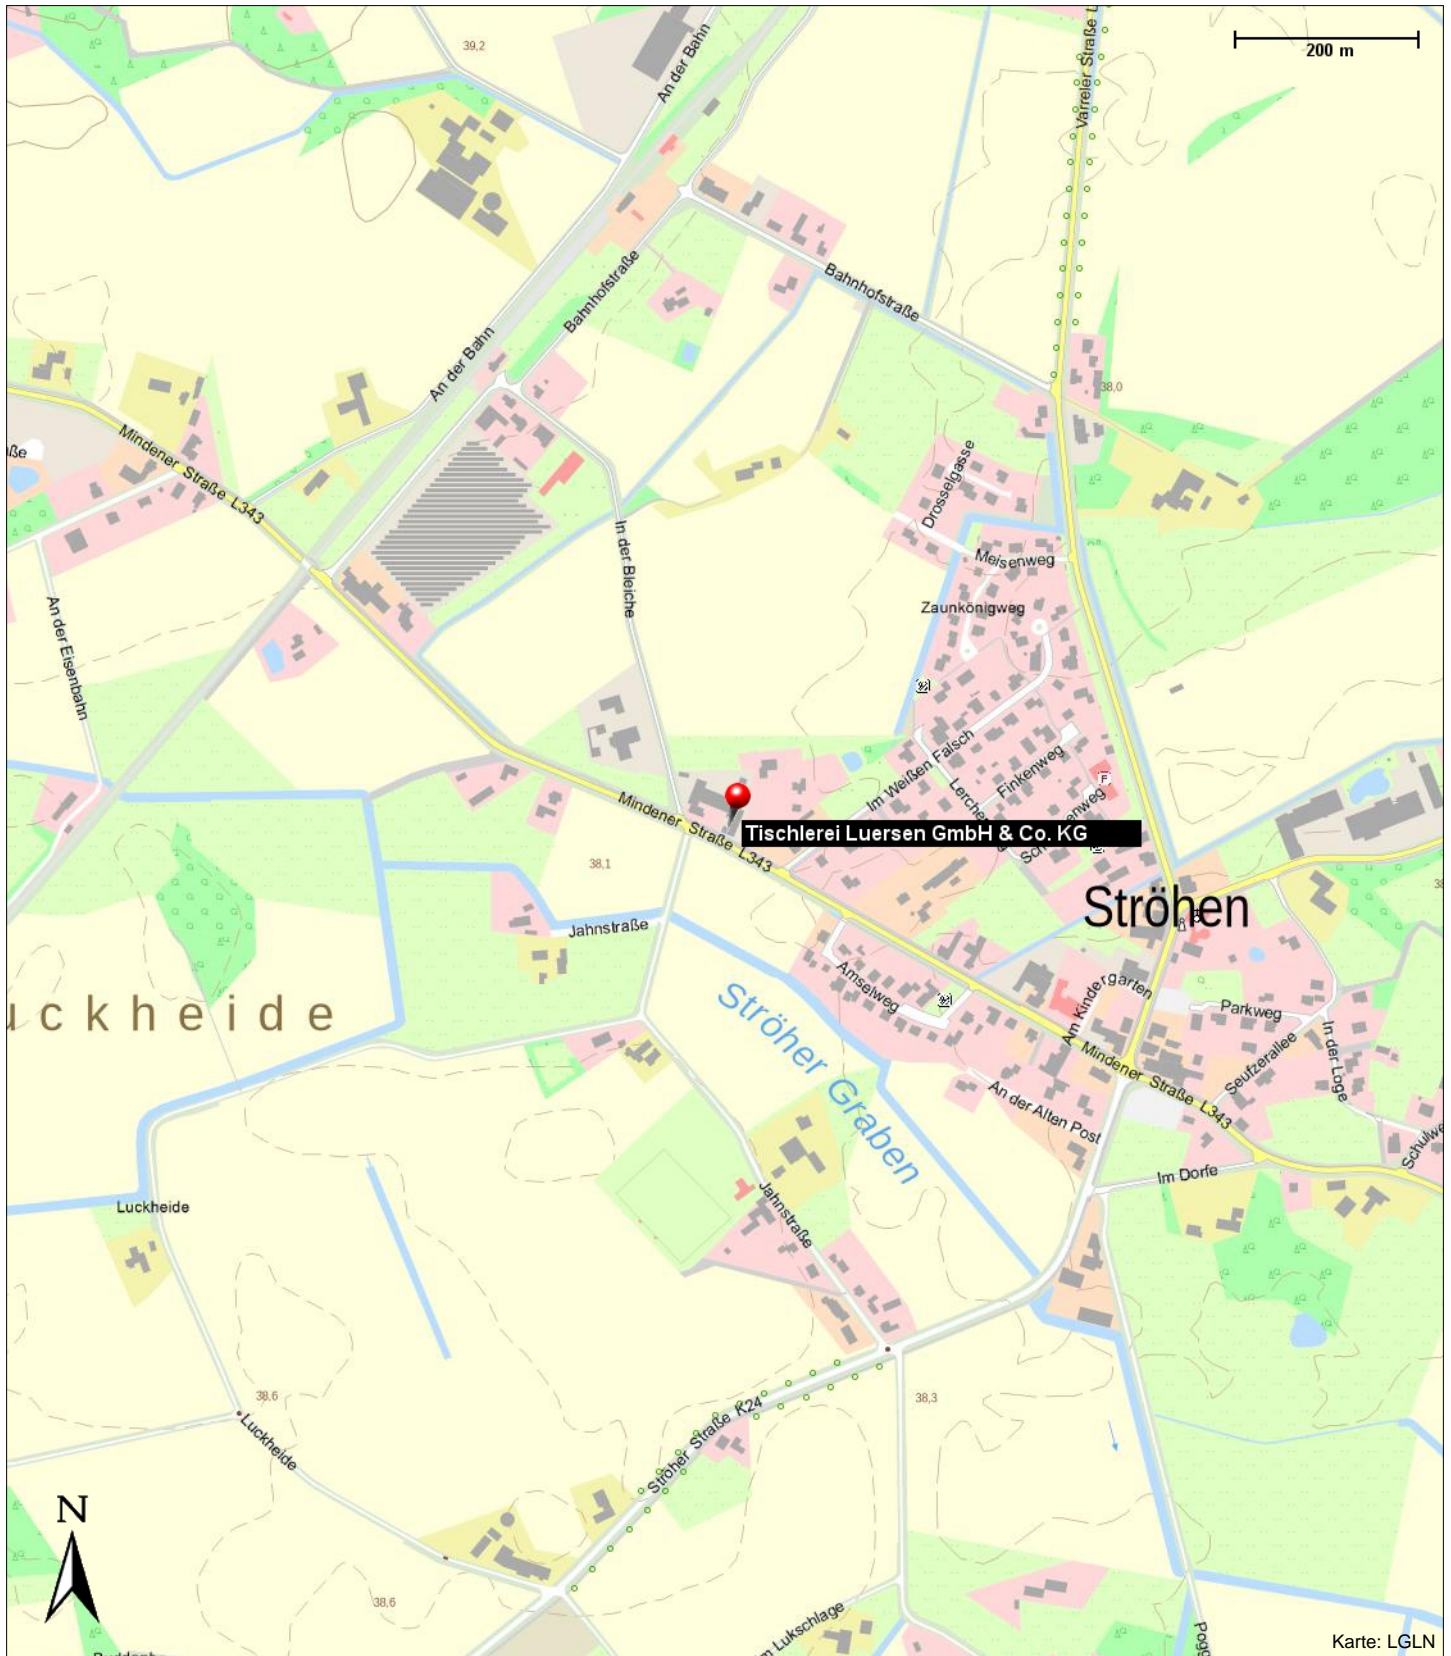 39,2
An der Bahn
200 m
Varreler Straße
Bahnhofstraße
Bahnhofstraße
An der Bahn
38,0
Mindener Straße L343
Drosselgasse
In der Bleiche
Meisenweg
Zaunkönigweg
An der Eisenbahn
Im Weißen Falsch
Finkenweg
F
Mindener Straße L343
Tischlerei Luersen GmbH & Co. KG
38,1
Ströhen
Jahnstraße
Amselweg
Am Kindergarten
Parkweg
Ströher Graben
Seufzerallee
In der Loge
Mindener Straße L343
An der Alten Post
Im Dorfe
Luckheide
Jahnstraße
38,6
38,3
Ströher Straße K24
Luckheide
N
38,6
Karte: LGLN